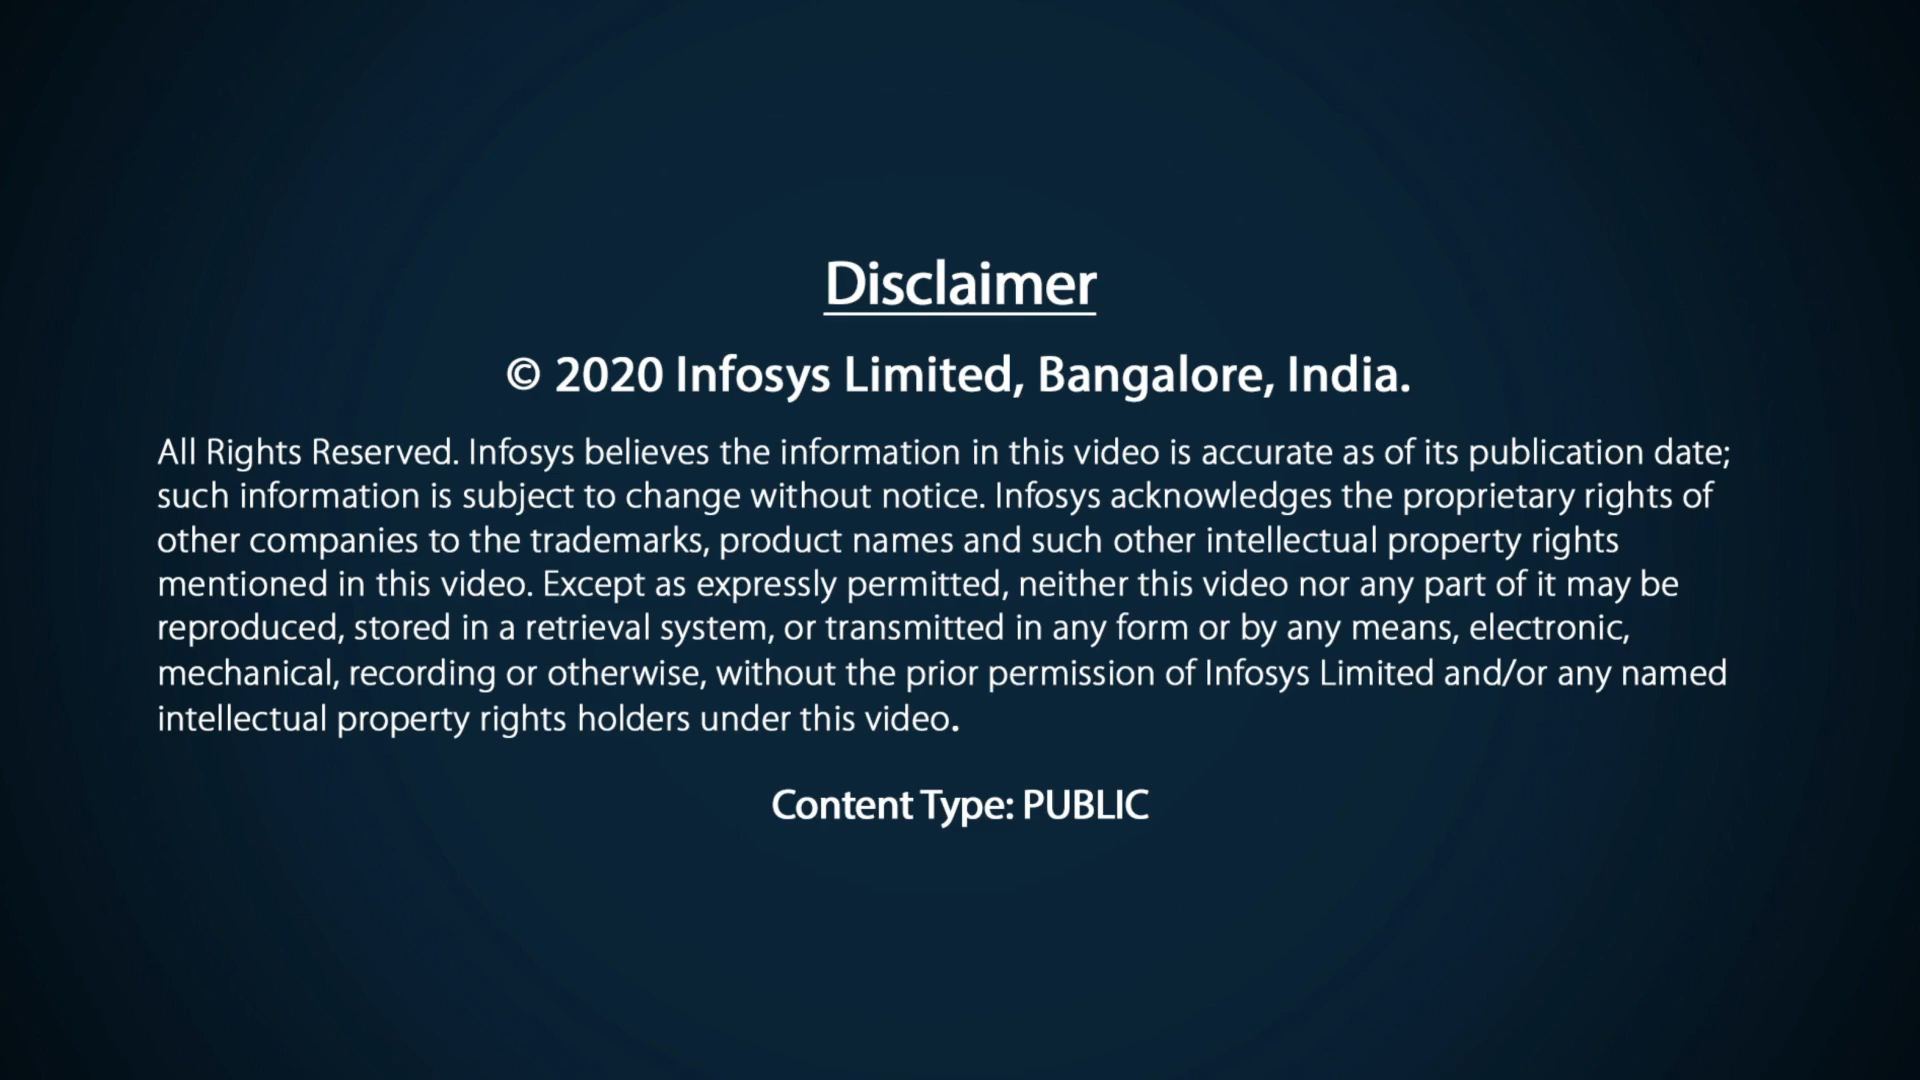 Disclaimer
© 2020 Infosys Limited, Bangalore, India.
All Rights Reserved. Infosys believes the information in this video is accurate as of its publication date;
such information is subject to change without notice. Infosys acknowledges the proprietary rights of
other companies to the trademarks, product names and such other intellectual property rights
mentioned in this video. Except as expressly permitted, neither this video nor any part of it may be
reproduced, stored in a retrieval system, or transmitted in any form or by any means, electronic,
mechanical, recording or otherwise, without the prior permission of Infosys Limited and/or any named
intellectual property rights holders under this video.
Content Type: PUBLIC